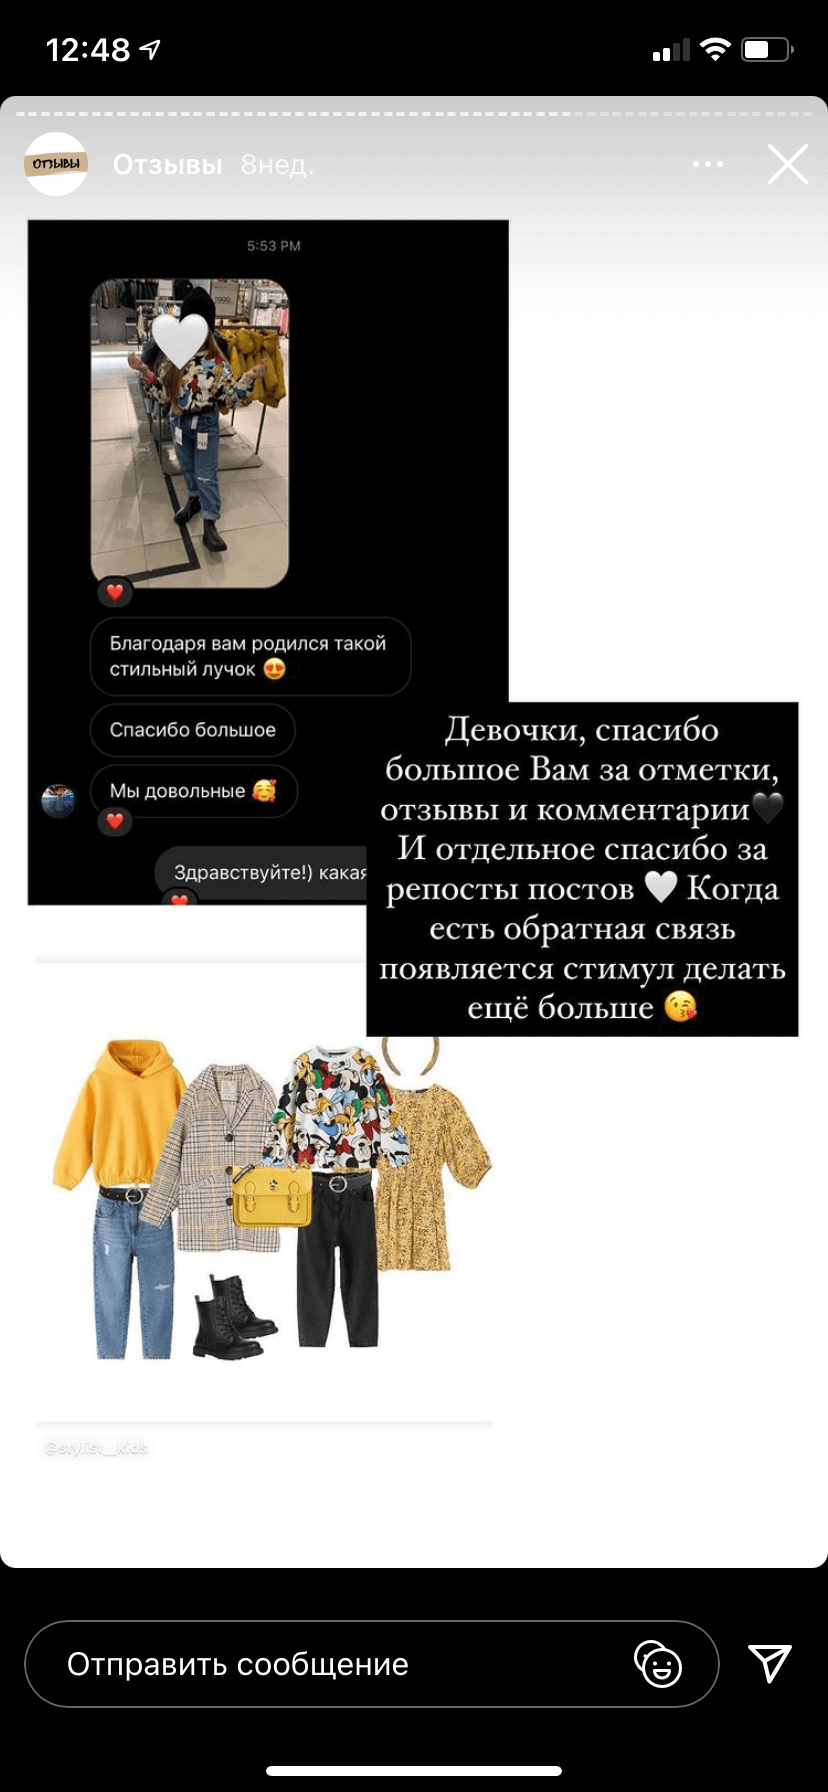 12:48
ОТЗЫВЫ
Отзывы 8нед.
5:53 PM
Благодаря вам родился такой
стильный лучок 😍
Спасибо большое
Мы довольные 🥰
Здравствуйте!) какая
Девочки, спасибо
большое Вам за отметки,
отзывы и комментарии🖤
И отдельное спасибо за
репосты постов 🤍 Когда
есть обратная связь
появляется стимул делать
ещё больше 😘
@stylist__kids
Отправить сообщение